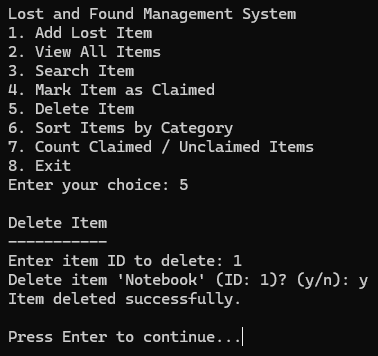 Lost and Found Management System
1. Add Lost Item
2. View All Items
3. Search Item
4. Mark Item as Claimed
5. Delete Item
6. Sort Items by Category
7. Count Claimed / Unclaimed Items
8. Exit
Enter your choice: 5

Delete Item
-----------
Enter item ID to delete: 1
Delete item 'Notebook' (ID: 1)? (y/n): y
Item deleted successfully.

Press Enter to continue...